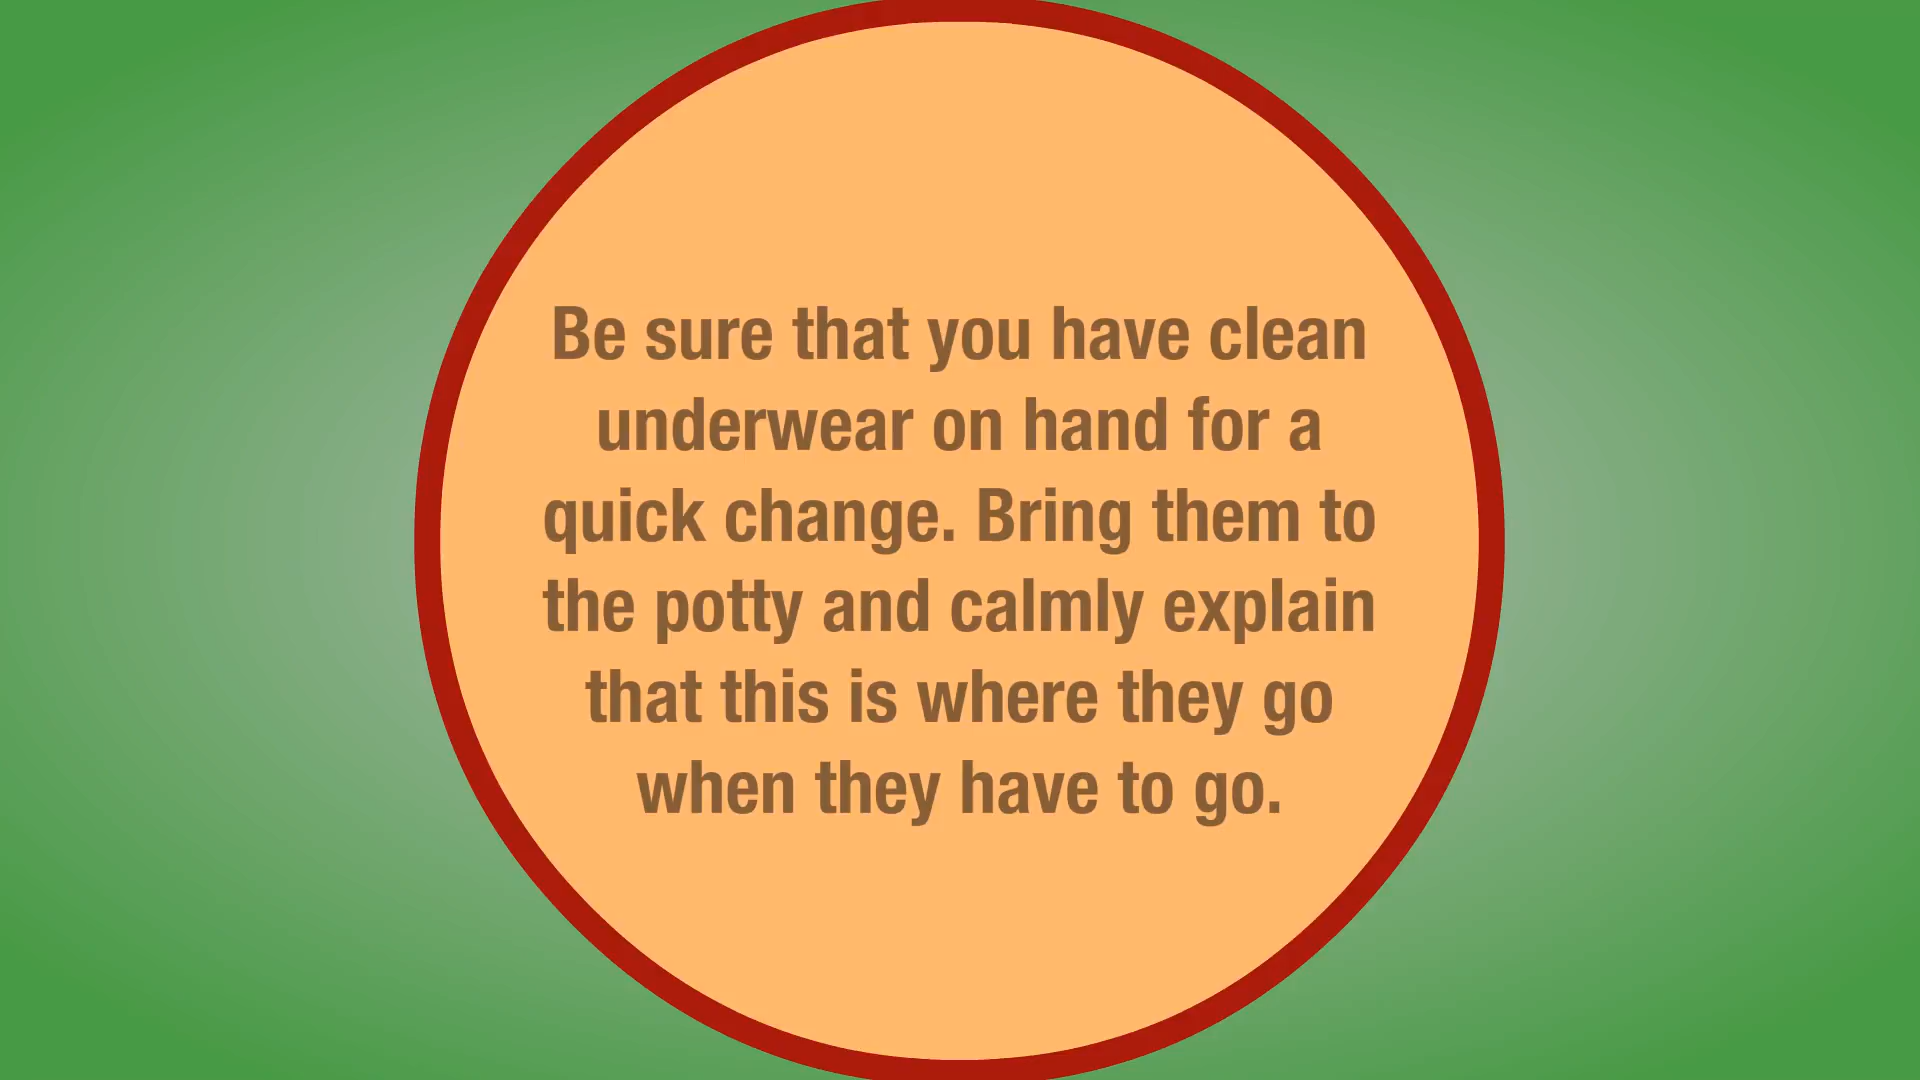 Be sure that you have clean
underwear on hand for a
quick change. Bring them to
the potty and calmly explain
that this is where they go
when they have to go.